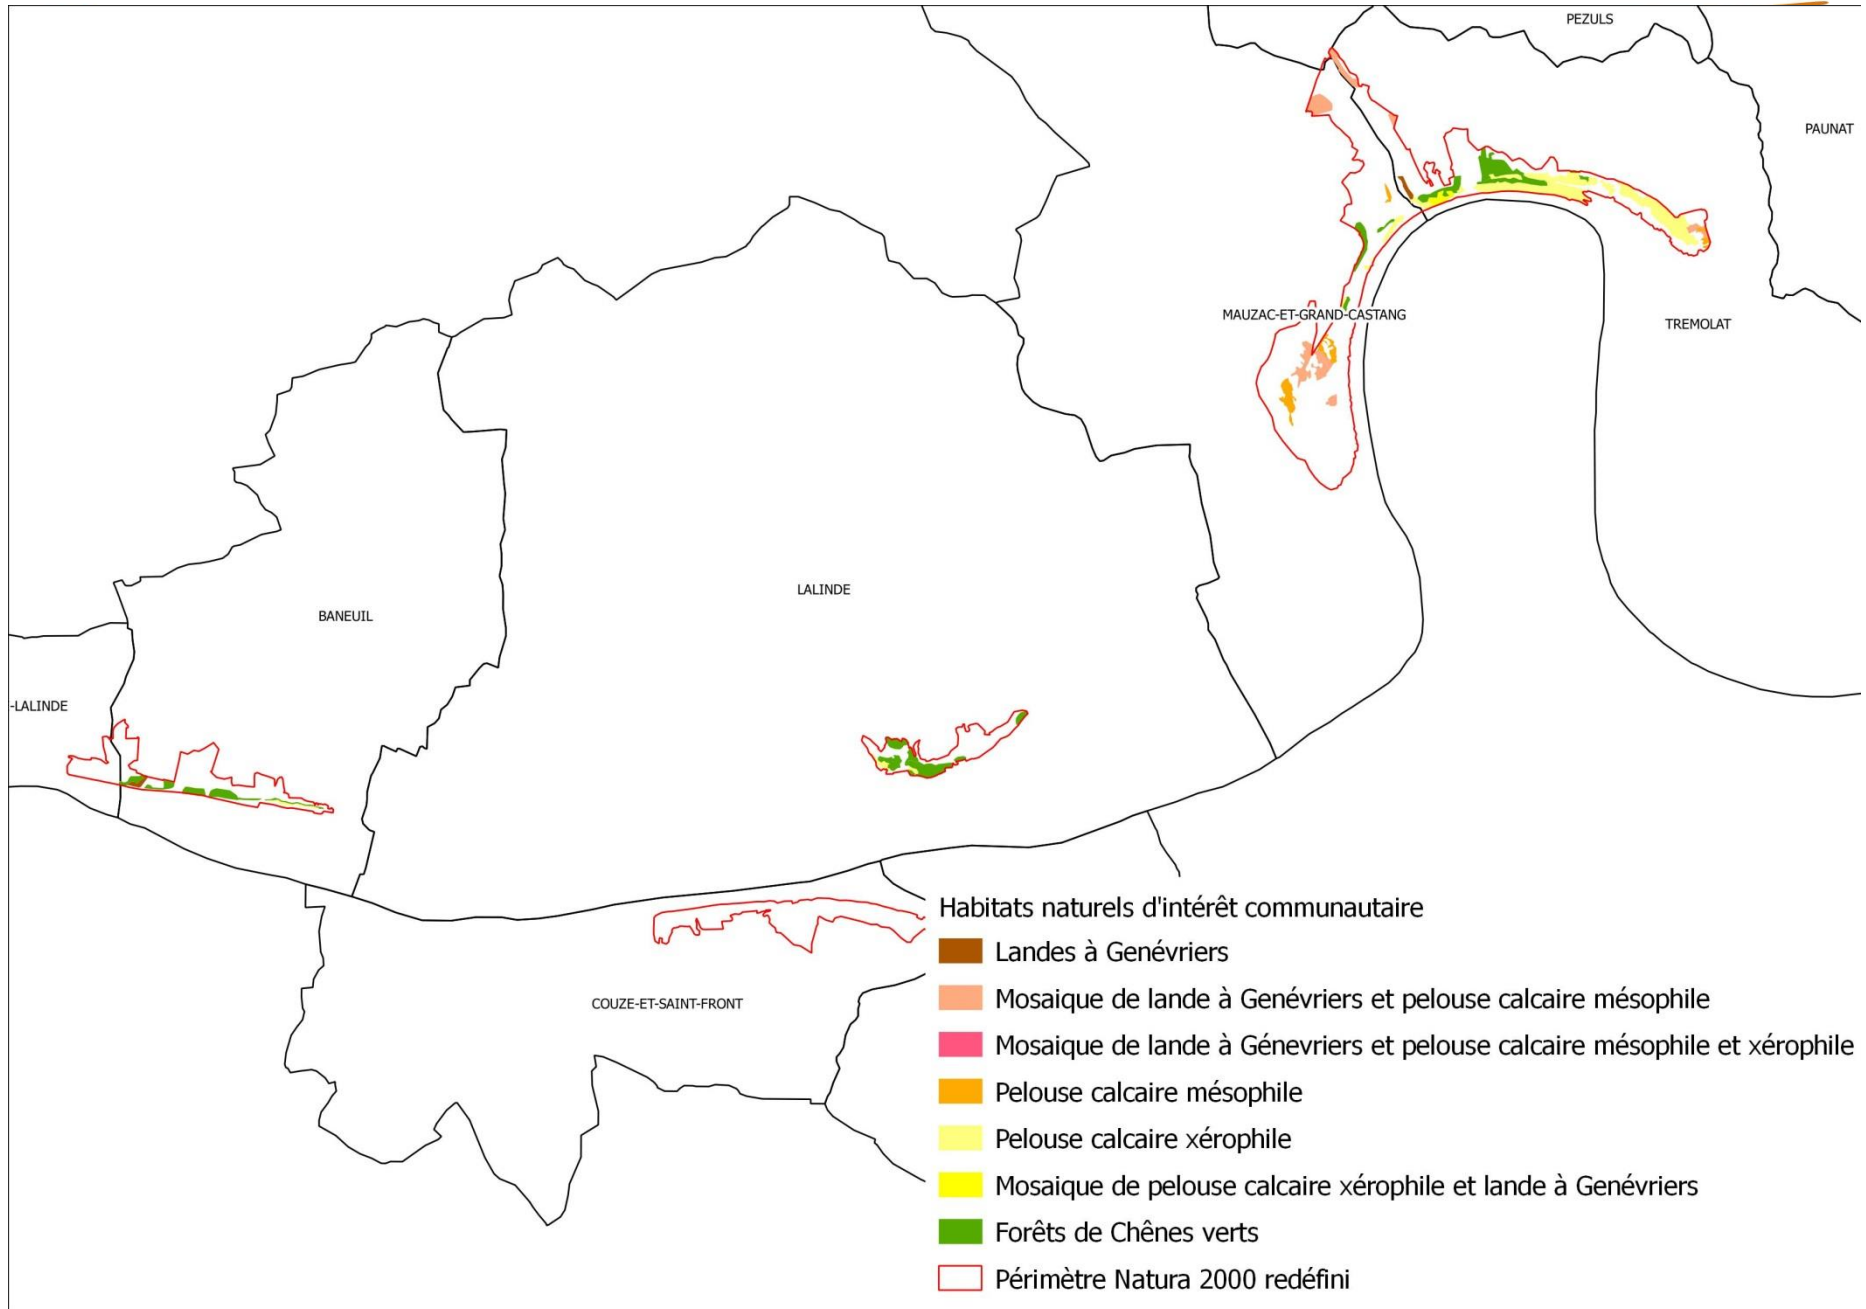 PEZULS
PAUNAT
MAUZAC-ET-GRAND-CASTANG
TREMOLAT
LALINDE
BANEUIL
-LALINDE
COUZE-ET-SAINT-FRONT
Habitats naturels d'intérêt communautaire
Landes à Genévriers
Mosaique de lande à Genévriers et pelouse calcaire mésophile
Mosaique de lande à Génevriers et pelouse calcaire mésophile et xérophile
Pelouse calcaire mésophile
Pelouse calcaire xérophile
Mosaique de pelouse calcaire xérophile et lande à Genévriers
Forêts de Chênes verts
Périmètre Natura 2000 redéfini